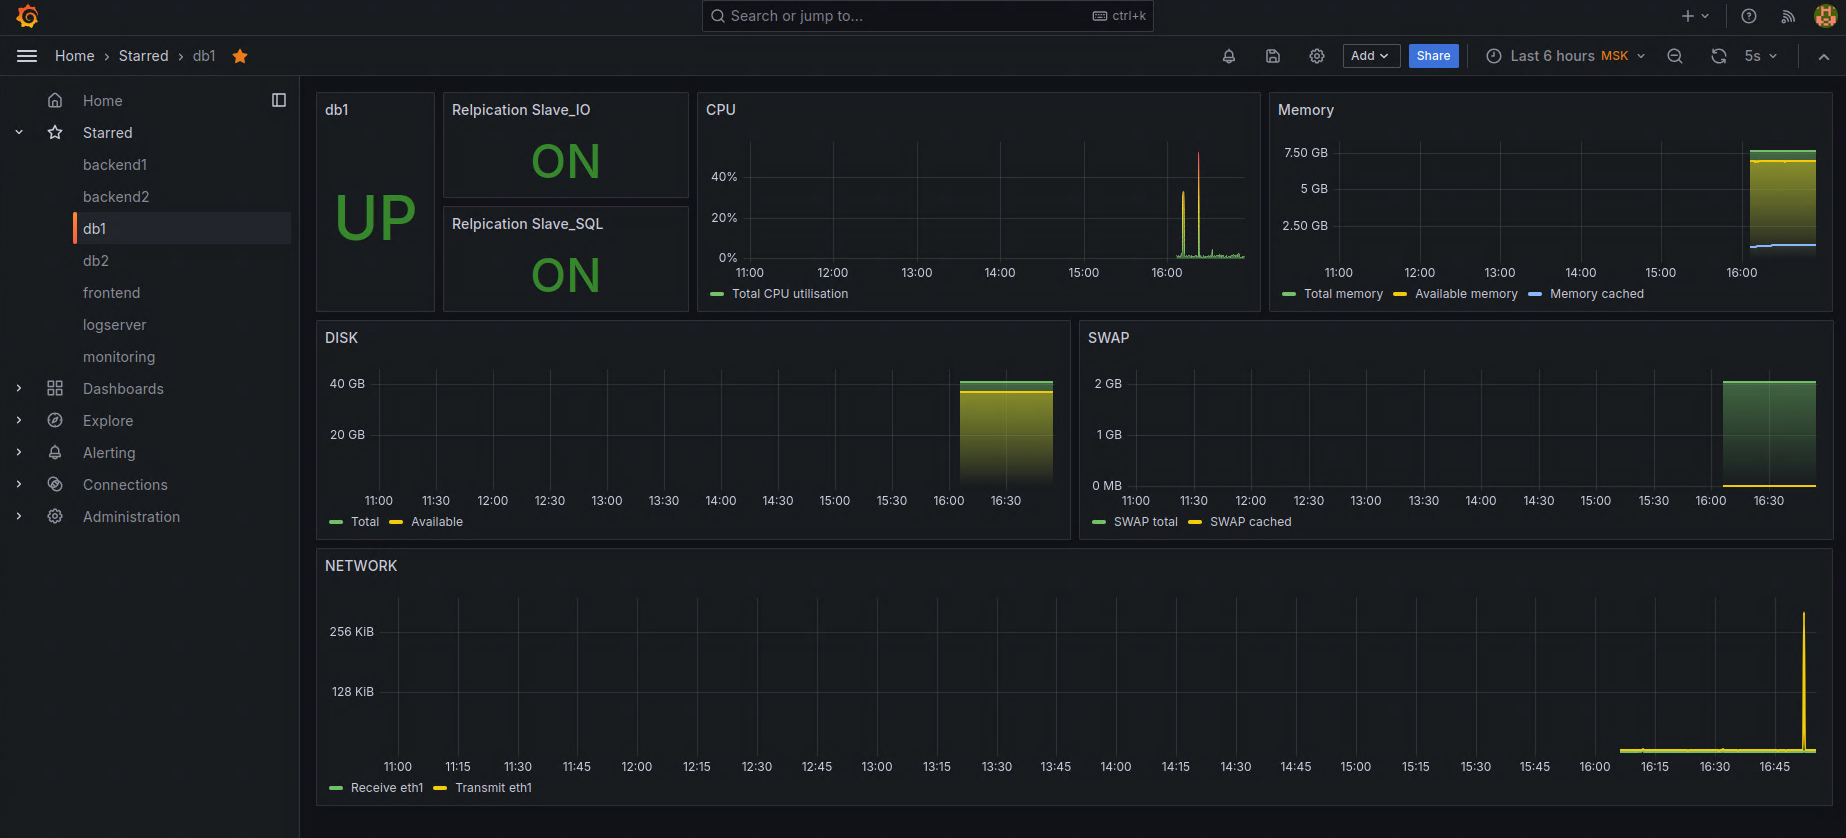 Search or jump to...
ctrl+k
Home › Starred › db1
Add
Share
Last 6 hours MSK
5s
Home
Starred
backend1
backend2
db1
db2
frontend
logserver
monitoring
Dashboards
Explore
Alerting
Connections
Administration
db1
UP
Relpication Slave_IO
ON
Relpication Slave_SQL
ON
CPU
40%
20%
0%
11:00 12:00 13:00 14:00 15:00 16:00
Total CPU utilisation
Memory
7.50 GB
5 GB
2.50 GB
11:00 12:00 13:00 14:00 15:00 16:00
Total memory Available memory Memory cached
DISK
40 GB
20 GB
11:00 11:30 12:00 12:30 13:00 13:30 14:00 14:30 15:00 15:30 16:00 16:30
Total Available
SWAP
2 GB
1 GB
0 MB
11:00 11:30 12:00 12:30 13:00 13:30 14:00 14:30 15:00 15:30 16:00 16:30
SWAP total SWAP cached
NETWORK
256 KiB
128 KiB
11:00 11:15 11:30 11:45 12:00 12:15 12:30 12:45 13:00 13:15 13:30 13:45 14:00 14:15 14:30 14:45 15:00 15:15 15:30 15:45 16:00 16:15 16:30 16:45
Receive eth1 Transmit eth1